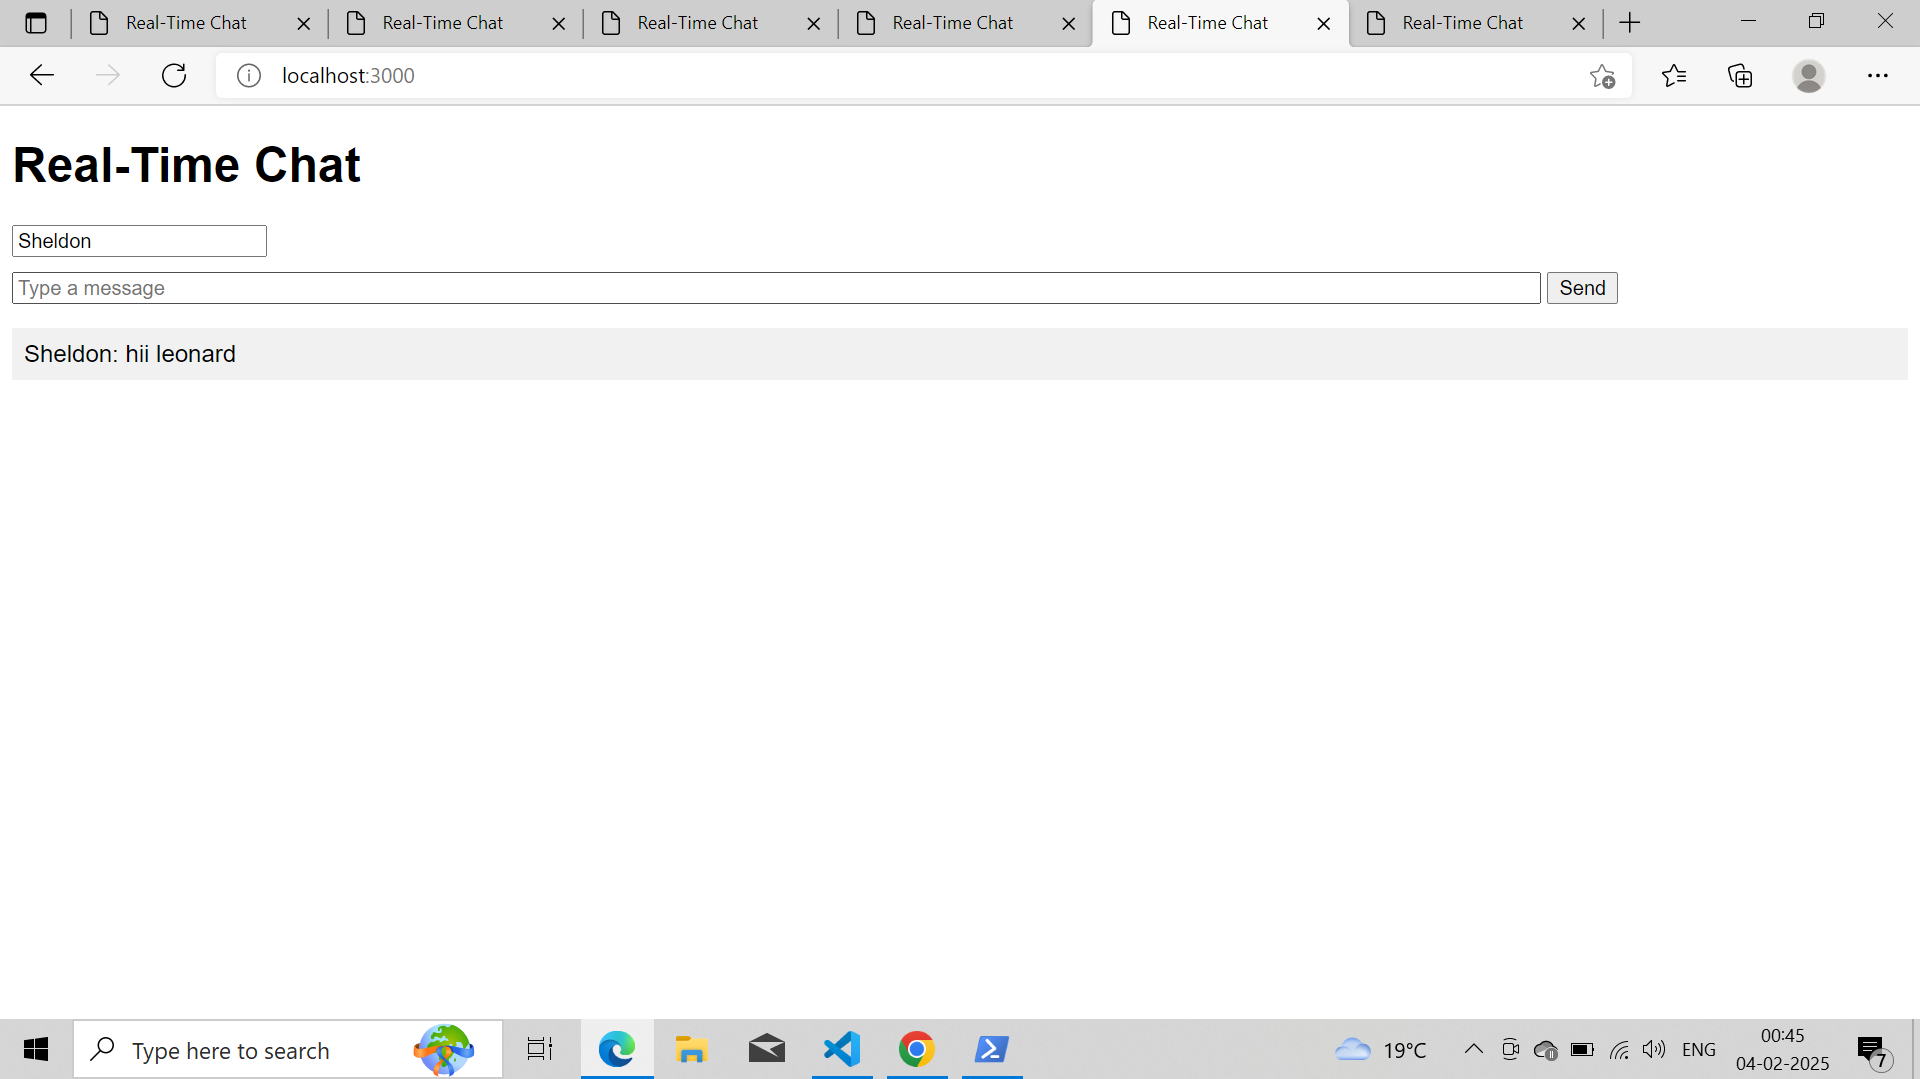 Real-Time Chat
Real-Time Chat
Real-Time Chat
Real-Time Chat
Real-Time Chat
Real-Time Chat
localhost:3000
Real-Time Chat
Sheldon
Type a message
Send
Sheldon: hii leonard
Type here to search
19°C
ENG
00:45
04-02-2025
7